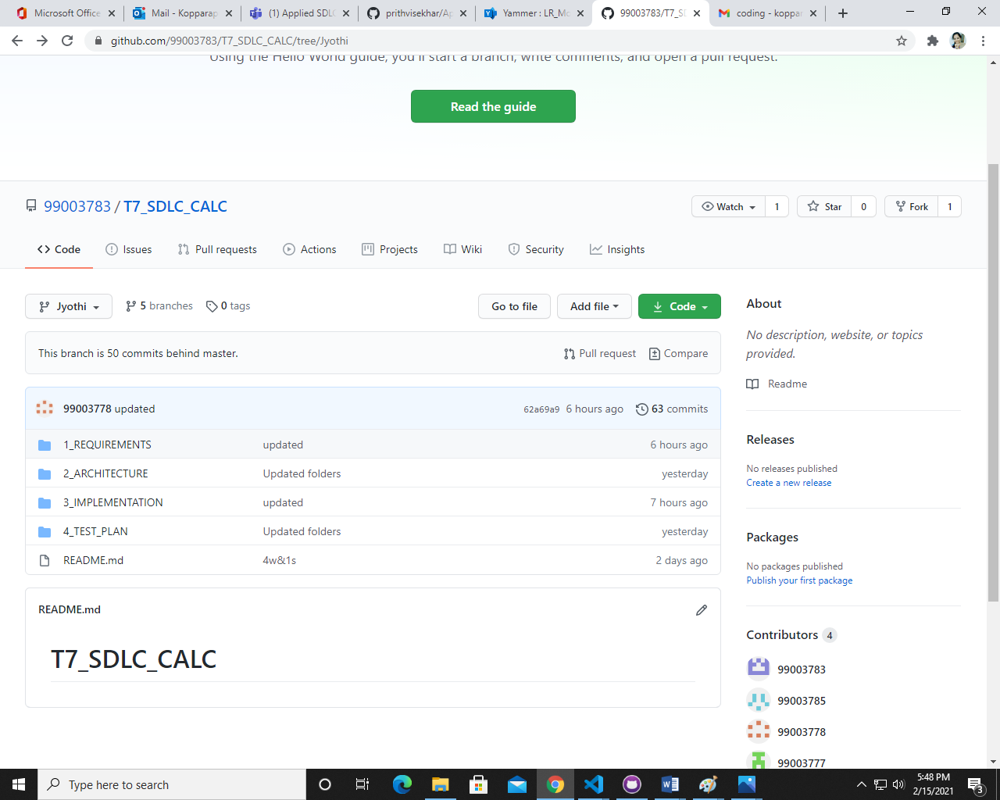 Microsoft Office
Mail - Kopparap
(1) Applied SDLC
prithvisekhar/Ap
Yammer : LR_Mo
99003783/T7_SD
coding - koppar
github.com/99003783/T7_SDLC_CALC/tree/Jyothi
Using the Hello World guide, you'll start a branch, write comments, and open a pull request.
Read the guide
99003783 / T7_SDLC_CALC
Watch 1
Star 0
Fork 1
Code
Issues
Pull requests
Actions
Projects
Wiki
Security
Insights
Jyothi
5 branches
0 tags
Go to file
Add file
Code
This branch is 50 commits behind master.
Pull request
Compare
99003778 updated
62a69a9 6 hours ago
63 commits
1_REQUIREMENTS updated 6 hours ago
2_ARCHITECTURE Updated folders yesterday
3_IMPLEMENTATION updated 7 hours ago
4_TEST_PLAN Updated folders yesterday
README.md 4w&1s 2 days ago
README.md
T7_SDLC_CALC
About
No description, website, or topics
provided.
Readme
Releases
No releases published
Create a new release
Packages
No packages published
Publish your first package
Contributors 4
99003783
99003785
99003778
99003777
Type here to search
5:48 PM
2/15/2021
3